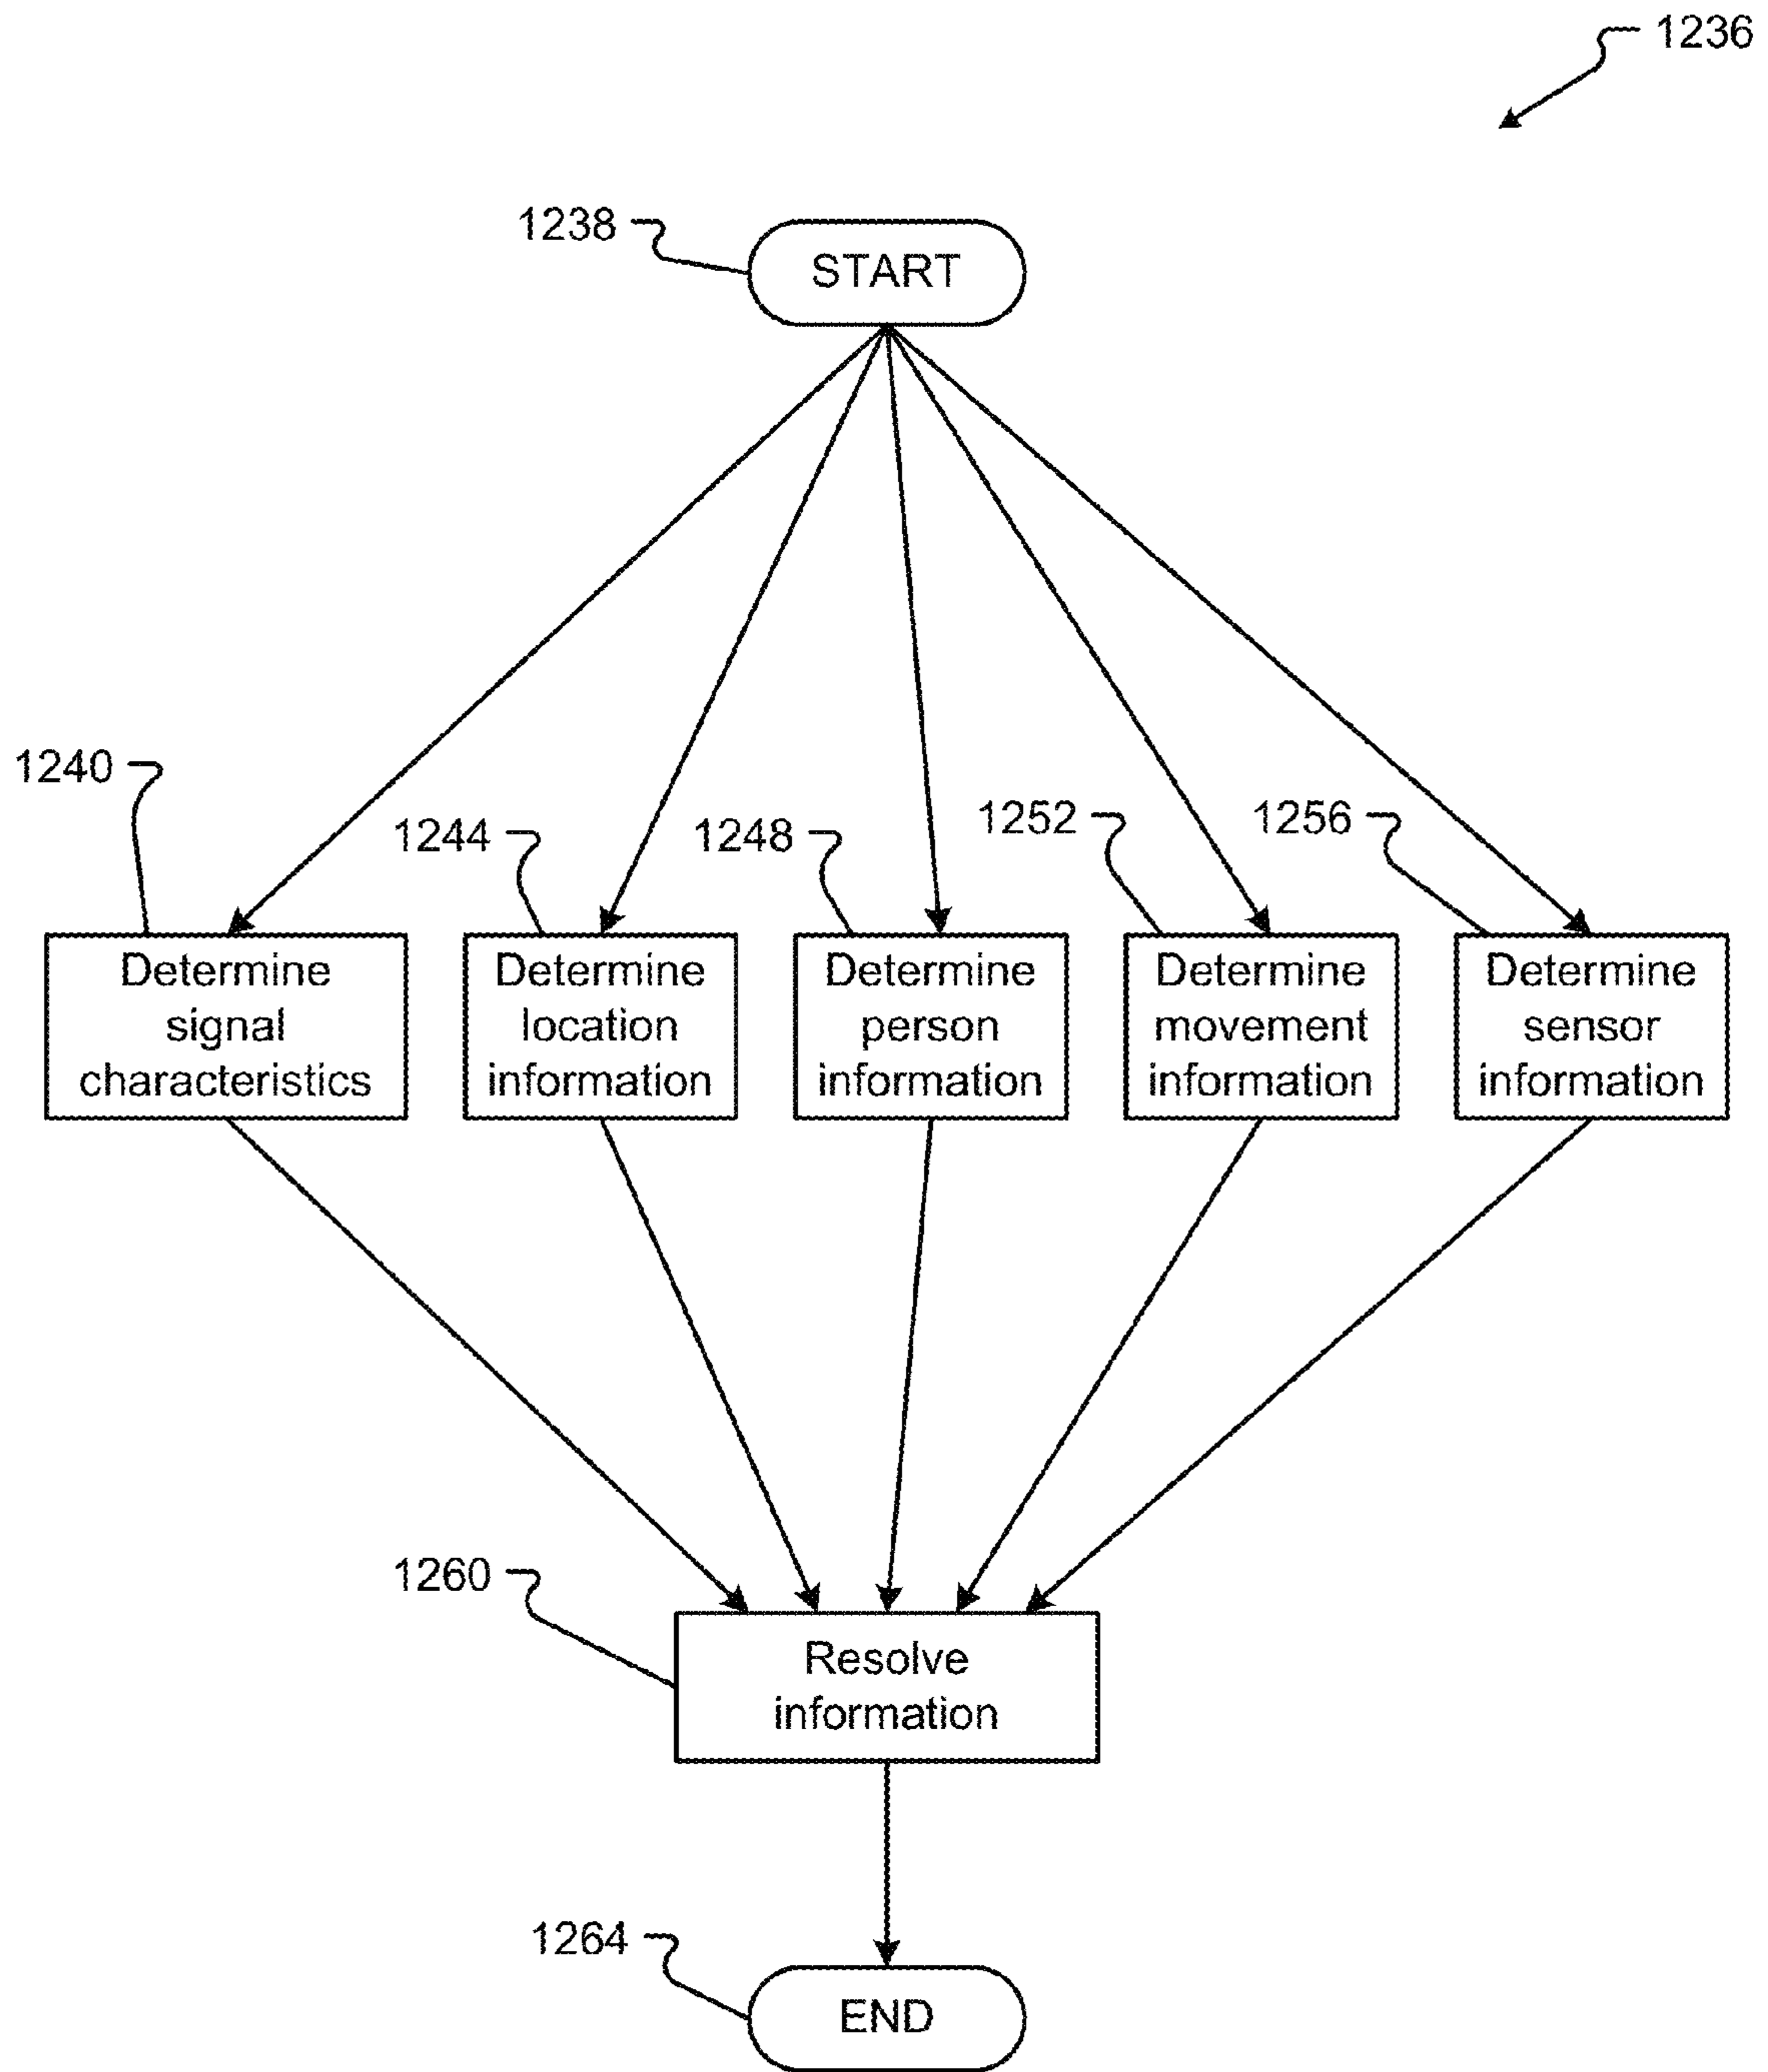 1236
1238
START
1240
1244
1248
1252
1256
Determine
signal
characteristics
Determine
location
information
Determine
person
information
Determine
movement
information
Determine
sensor
information
1260
Resolve
information
1264
END